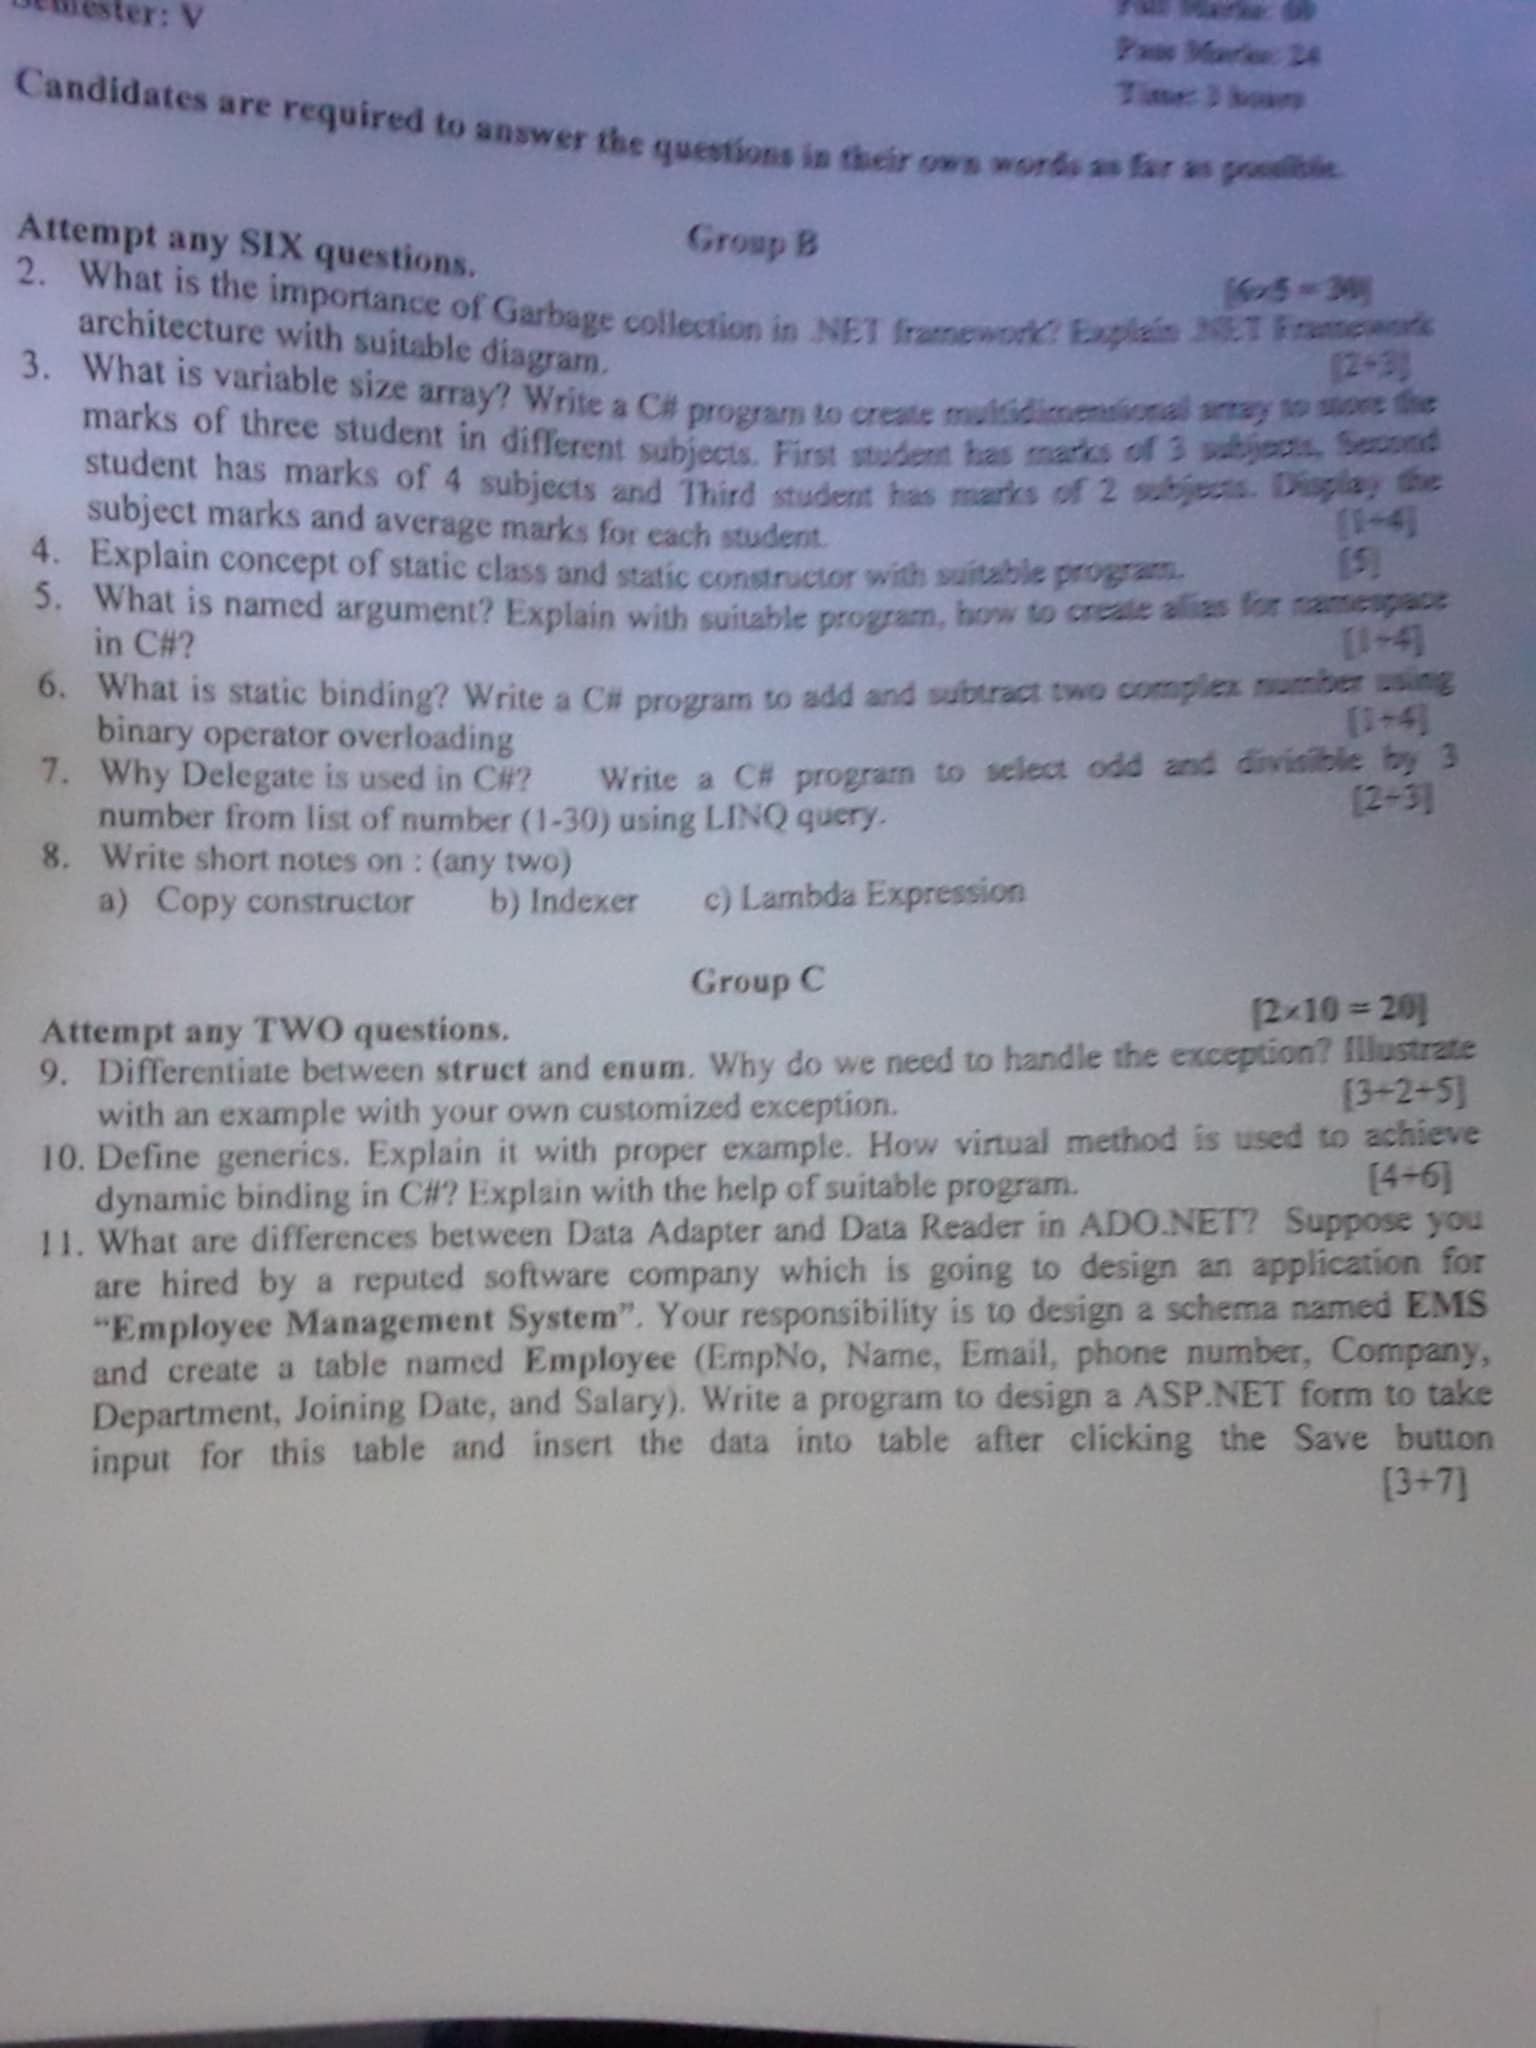 Semester: V
Full Marks: 60
Pass Marks: 24
Time: 3 hours
Candidates are required to answer the questions in their own words as far as possible.
Group B
Attempt any SIX questions.
[6×5 = 30]
2. What is the importance of Garbage collection in .NET framework? Explain .NET Framework
architecture with suitable diagram. [2+3]
3. What is variable size array? Write a C# program to create multidimensional array to store the
marks of three student in different subjects. First student has marks of 3 subjects, Second
student has marks of 4 subjects and Third student has marks of 2 subjects. Display the
subject marks and average marks for each student. [1+4]
4. Explain concept of static class and static constructor with suitable program. [5]
5. What is named argument? Explain with suitable program, how to create alias for namespace
in C#? [1+4]
6. What is static binding? Write a C# program to add and subtract two complex number using
binary operator overloading [1+4]
7. Why Delegate is used in C#? Write a C# program to select odd and divisible by 3
number from list of number (1-30) using LINQ query. [2+3]
8. Write short notes on : (any two)
a) Copy constructor b) Indexer c) Lambda Expression
Group C
Attempt any TWO questions. [2×10 = 20]
9. Differentiate between struct and enum. Why do we need to handle the exception? Illustrate
with an example with your own customized exception. [3+2+5]
10. Define generics. Explain it with proper example. How virtual method is used to achieve
dynamic binding in C#? Explain with the help of suitable program. [4+6]
11. What are differences between Data Adapter and Data Reader in ADO.NET? Suppose you
are hired by a reputed software company which is going to design an application for
“Employee Management System”. Your responsibility is to design a schema named EMS
and create a table named Employee (EmpNo, Name, Email, phone number, Company,
Department, Joining Date, and Salary). Write a program to design a ASP.NET form to take
input for this table and insert the data into table after clicking the Save button
[3+7]